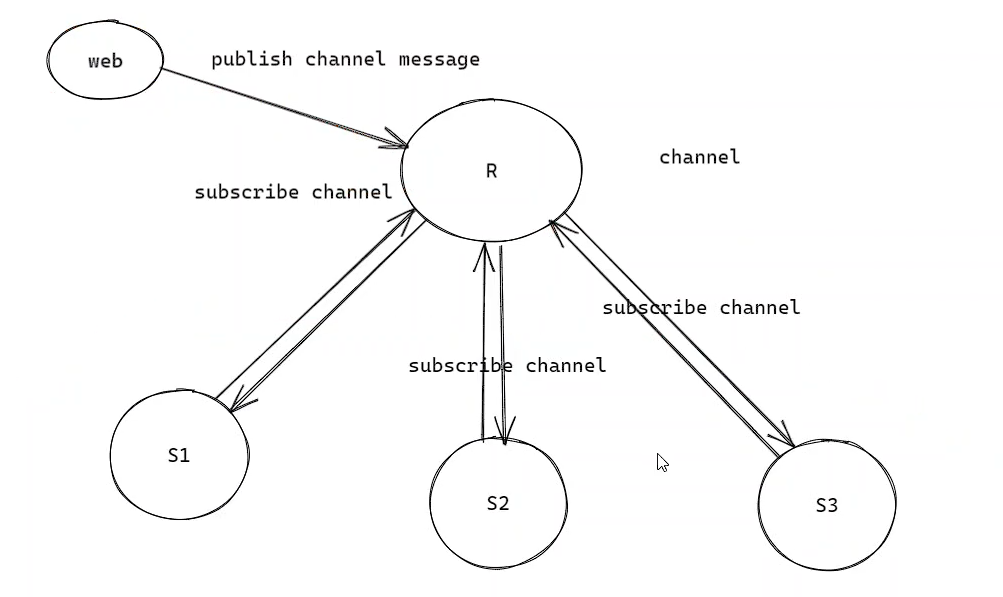 web
publish channel message
channel
R
subscribe channel
subscribe channel
subscribe channel
S1
S2
S3